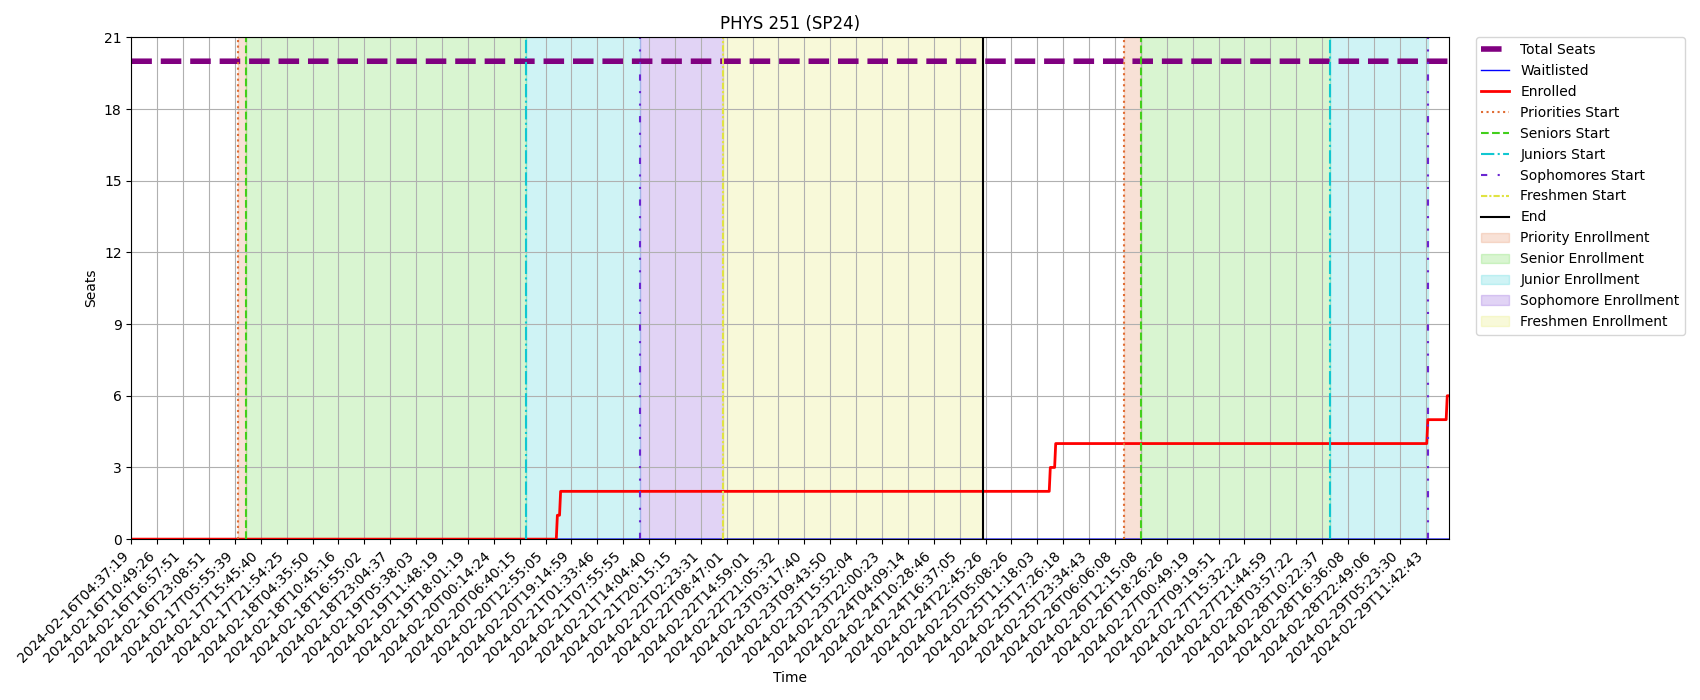 PHYS 251 (SP24)
21
18
15
12
9
6
3
0
Seats
2024-02-16T04:37:19
2024-02-16T10:49:26
2024-02-16T16:57:51
2024-02-16T23:08:51
2024-02-17T05:55:39
2024-02-17T15:45:40
2024-02-17T21:54:25
2024-02-18T04:35:50
2024-02-18T10:45:16
2024-02-18T16:55:02
2024-02-18T23:04:37
2024-02-19T05:38:03
2024-02-19T11:48:19
2024-02-19T18:01:19
2024-02-20T00:14:24
2024-02-20T06:40:15
2024-02-20T12:55:05
2024-02-20T19:14:59
2024-02-21T01:33:46
2024-02-21T07:55:55
2024-02-21T14:04:40
2024-02-21T20:15:15
2024-02-22T02:23:31
2024-02-22T08:47:01
2024-02-22T14:59:01
2024-02-22T21:05:32
2024-02-23T03:17:40
2024-02-23T09:43:50
2024-02-23T15:52:04
2024-02-23T22:00:23
2024-02-24T04:09:14
2024-02-24T10:28:46
2024-02-24T16:37:05
2024-02-24T22:45:26
2024-02-25T05:08:26
2024-02-25T11:18:03
2024-02-25T17:26:18
2024-02-25T23:34:43
2024-02-26T06:06:08
2024-02-26T12:15:08
2024-02-26T18:26:26
2024-02-27T00:49:19
2024-02-27T09:19:51
2024-02-27T15:32:22
2024-02-27T21:44:59
2024-02-28T03:57:22
2024-02-28T10:22:37
2024-02-28T16:36:08
2024-02-28T22:49:06
2024-02-29T05:23:30
2024-02-29T11:42:43
Time
Total Seats
Waitlisted
Enrolled
Priorities Start
Seniors Start
Juniors Start
Sophomores Start
Freshmen Start
End
Priority Enrollment
Senior Enrollment
Junior Enrollment
Sophomore Enrollment
Freshmen Enrollment